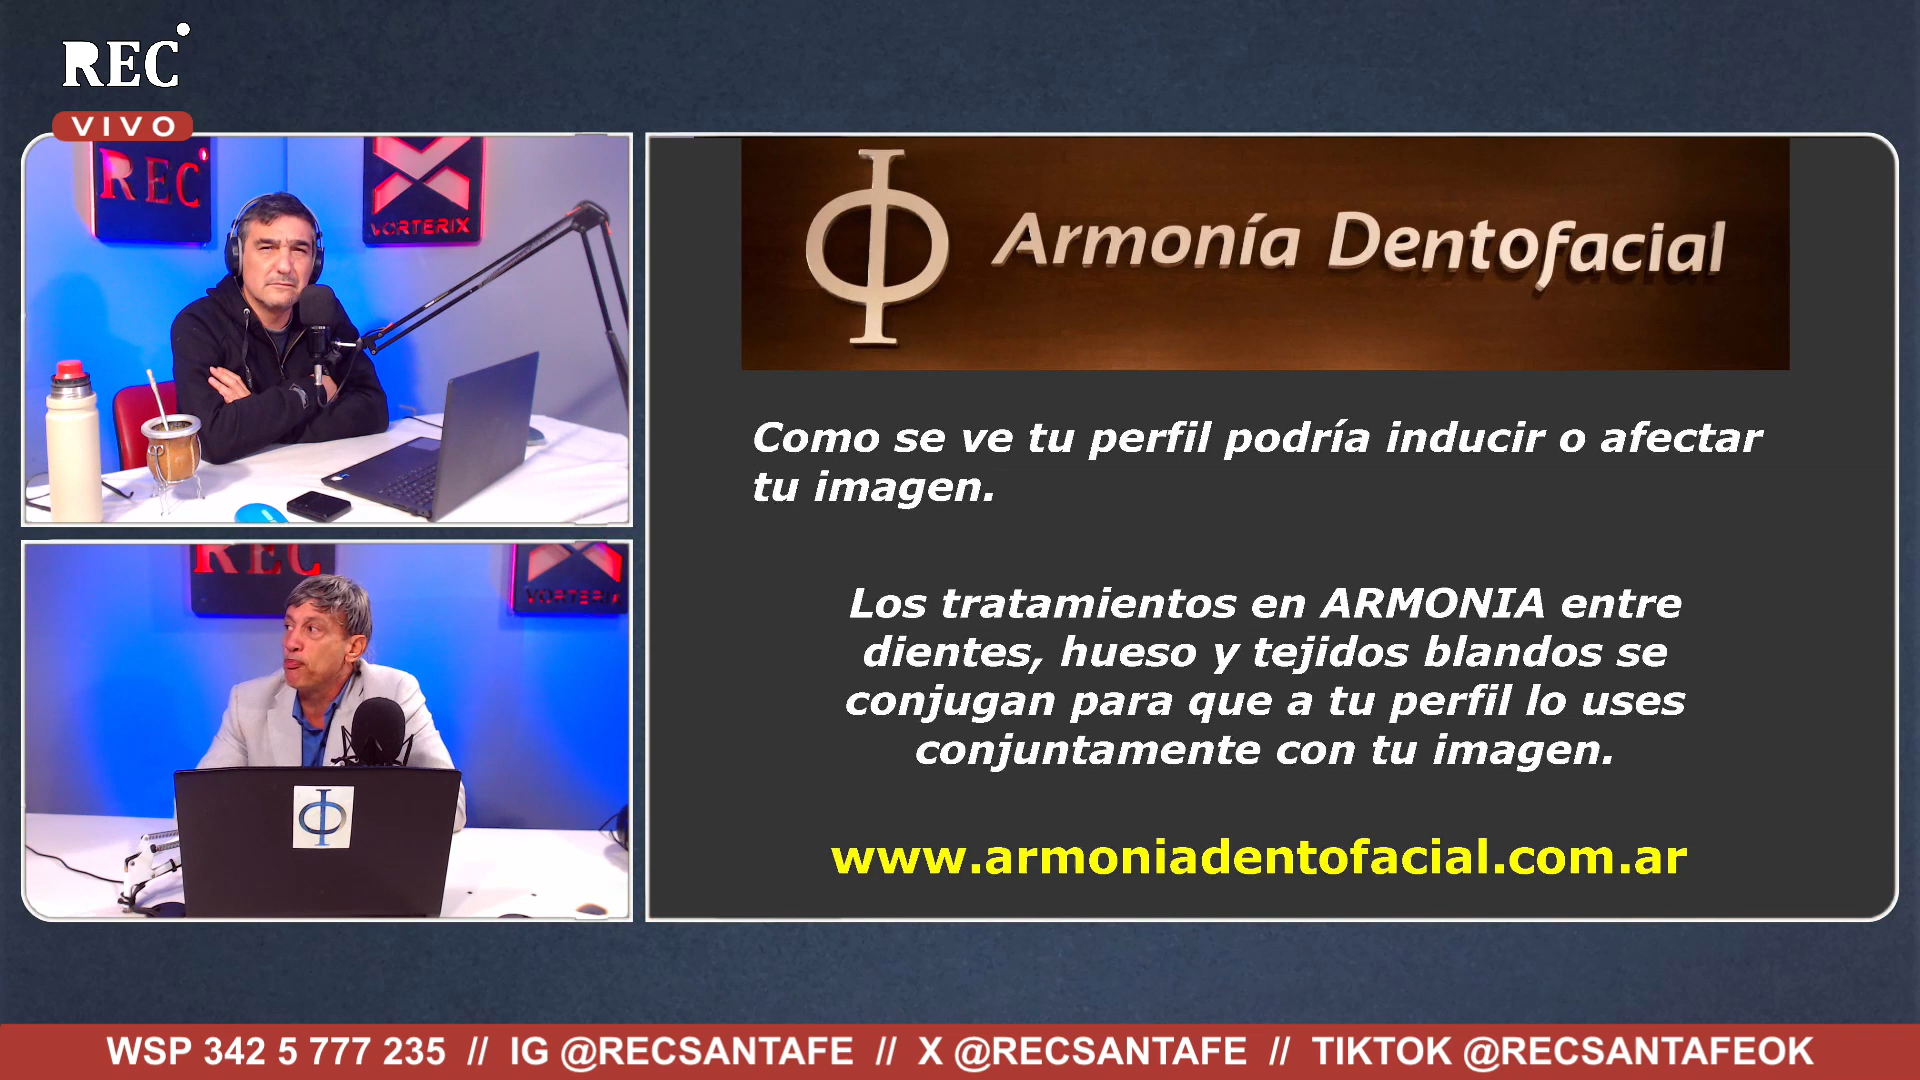 REC
VIVO
REC
VORTERIX
REC
VORTERIX
Armonía Dentofacial
Como se ve tu perfil podría inducir o afectar
tu imagen.
Los tratamientos en ARMONIA entre
dientes, hueso y tejidos blandos se
conjugan para que a tu perfil lo uses
conjuntamente con tu imagen.
www.armoniadentofacial.com.ar
WSP 342 5 777 235 // IG @RECSANTAFE // X @RECSANTAFE // TIKTOK @RECSANTAFEOK